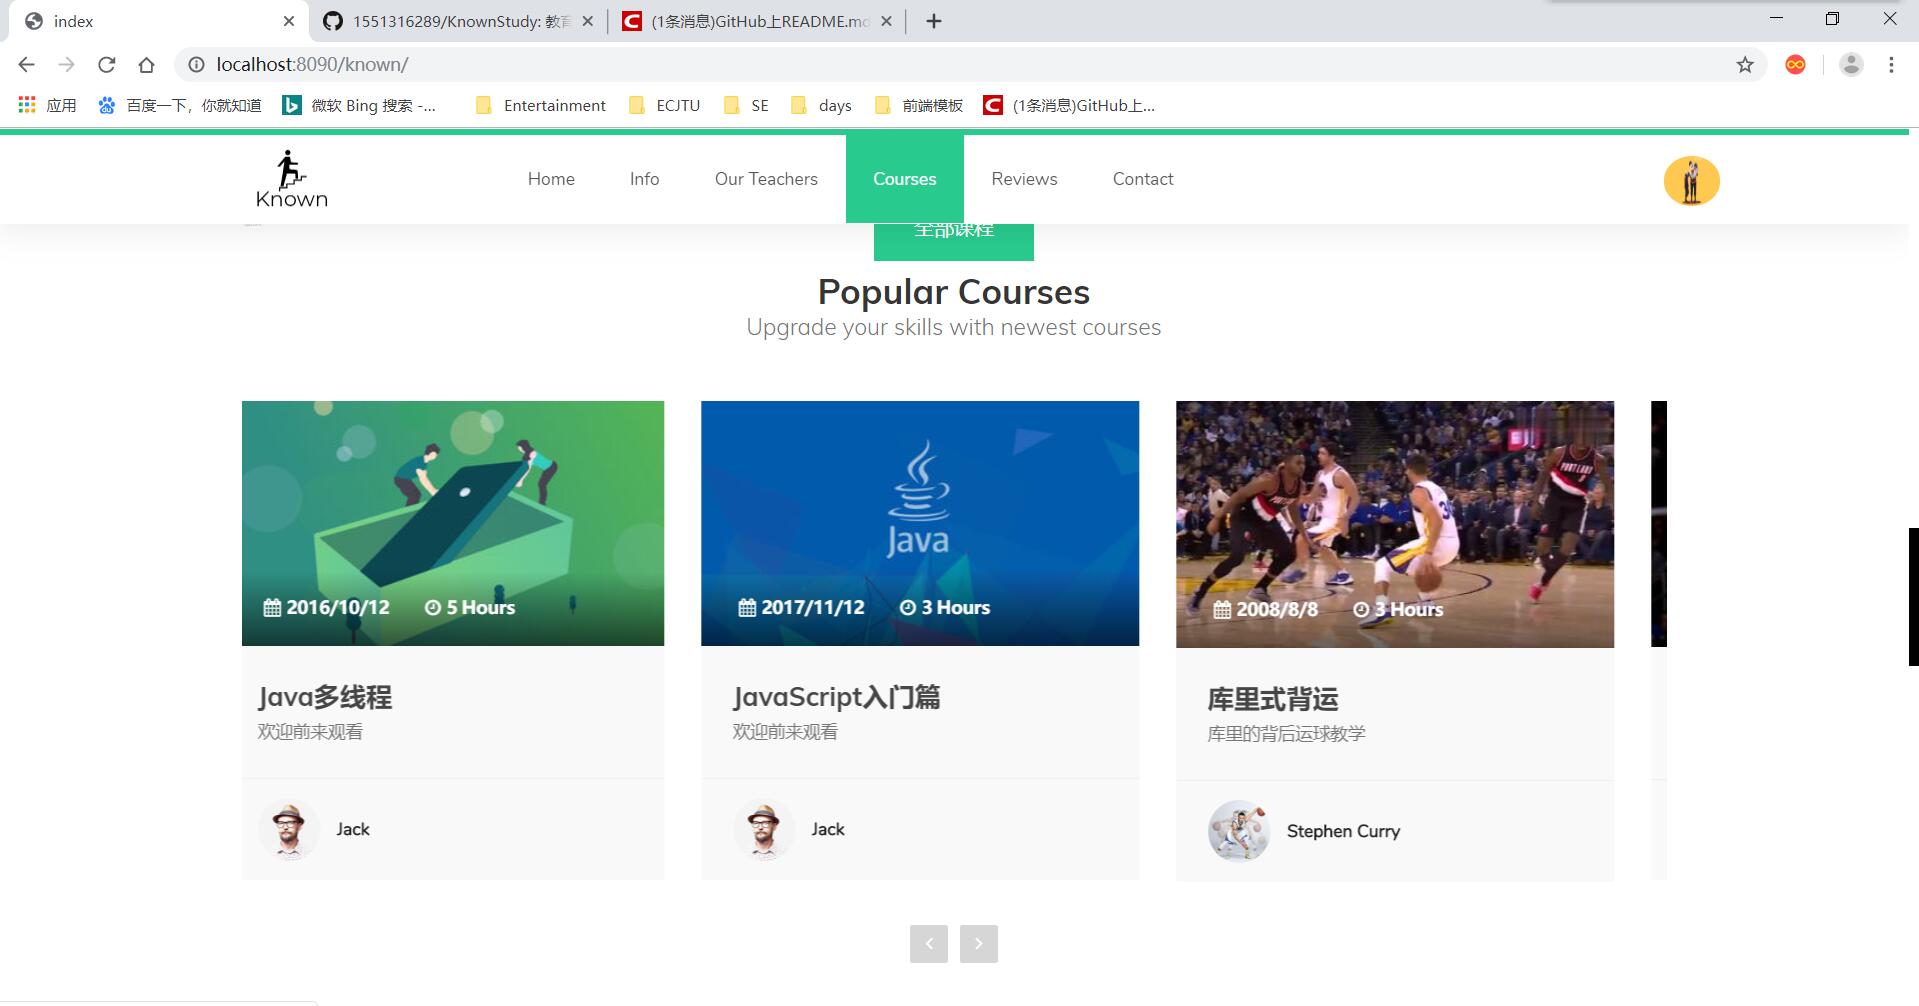 index
1551316289/KnownStudy: 教育
(1条消息)GitHub上README.md
localhost:8090/known/
应用
百度一下，你就知道
微软 Bing 搜索 -...
Entertainment
ECJTU
SE
days
前端模板
(1条消息)GitHub上...
Known
Home
Info
Our Teachers
Courses
Reviews
Contact
全部课程
Popular Courses
Upgrade your skills with newest courses
Java
PORTLAND
2016/10/12
5 Hours
2017/11/12
3 Hours
2008/8/8
3 Hours
Java多线程
欢迎前来观看
JavaScript入门篇
欢迎前来观看
库里式背运
库里的背后运球教学
Jack
Jack
Stephen Curry